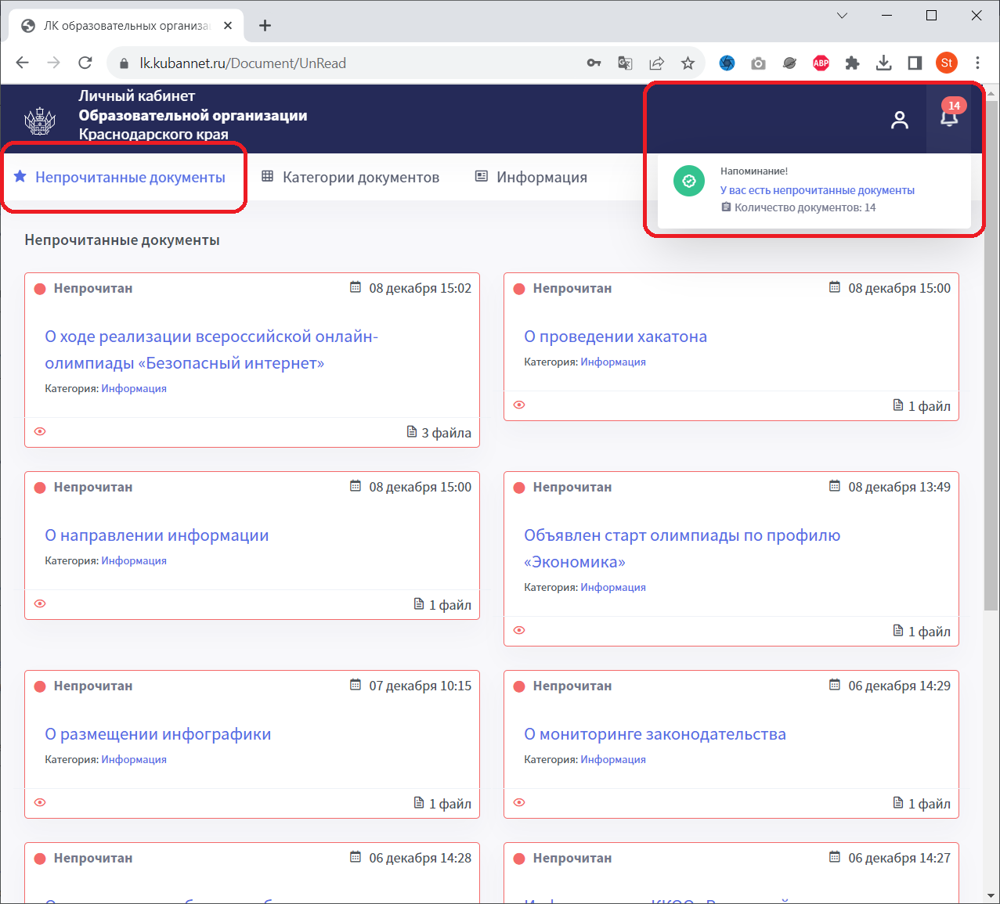 ЛК образовательных организа
lk.kubannet.ru/Document/UnRead
ABP
St
Личный кабинет
Образовательной организации
Краснодарского края
14
Непрочитанные документы
Категории документов
Информация
Напоминание!
У вас есть непрочитанные документы
Количество документов: 14
Непрочитанные документы
Непрочитан
08 декабря 15:02
О ходе реализации всероссийской онлайн-
олимпиады «Безопасный интернет»
Категория: Информация
3 файла
Непрочитан
08 декабря 15:00
О проведении хакатона
Категория: Информация
1 файл
Непрочитан
08 декабря 15:00
О направлении информации
Категория: Информация
1 файл
Непрочитан
08 декабря 13:49
Объявлен старт олимпиады по профилю
«Экономика»
Категория: Информация
1 файл
Непрочитан
07 декабря 10:15
О размещении инфографики
Категория: Информация
1 файл
Непрочитан
06 декабря 14:29
О мониторинге законодательства
Категория: Информация
1 файл
Непрочитан
06 декабря 14:28
Непрочитан
06 декабря 14:27